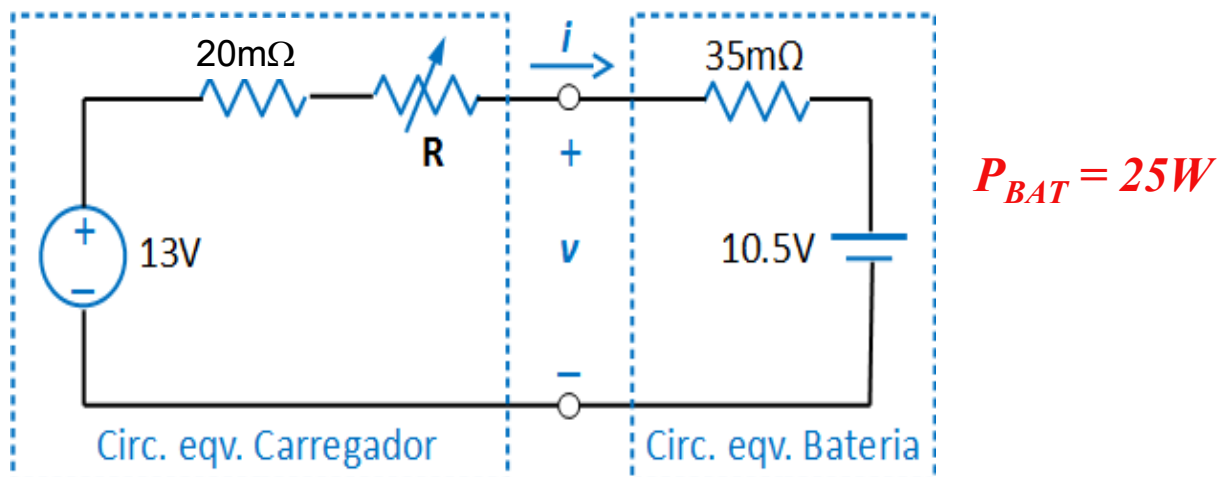 20mΩ
R
i
+
v
−
35mΩ
+
−
13V
10.5V
P_BAT = 25W
Circ. eqv. Carregador
Circ. eqv. Bateria